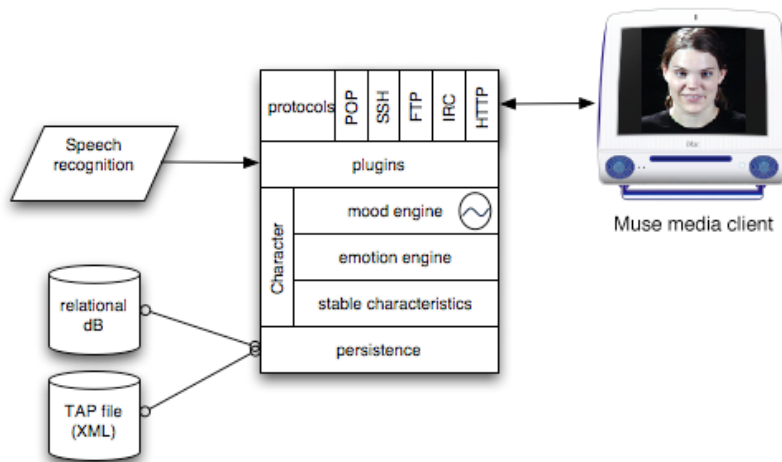 protocols
POP
SSH
FTP
IRC
HTTP
Speech
recognition
plugins
Character
mood engine
emotion engine
stable characteristics
persistence
relational
dB
TAP file
(XML)
Muse media client